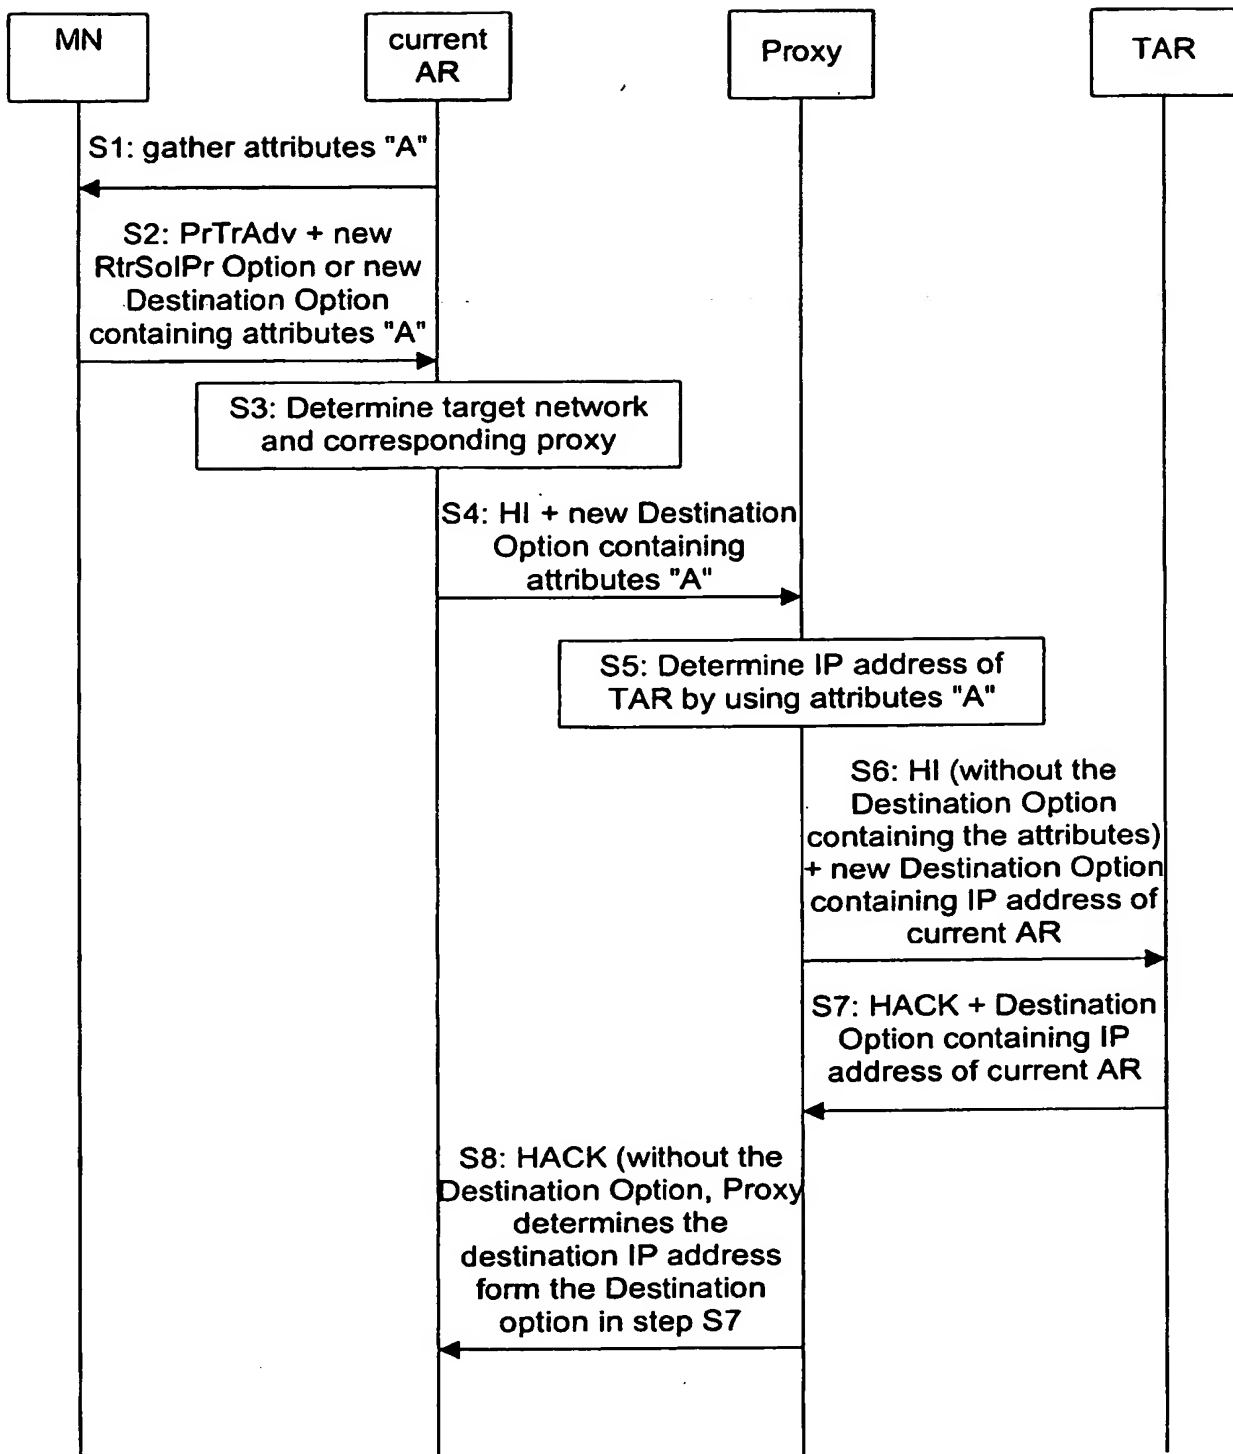 MN
current
AR
Proxy
TAR
S1: gather attributes "A"
S2: PrTrAdv + new
RtrSolPr Option or new
Destination Option
containing attributes "A"
S3: Determine target network
and corresponding proxy
S4: HI + new Destination
Option containing
attributes "A"
S5: Determine IP address of
TAR by using attributes "A"
S6: HI (without the
Destination Option
containing the attributes)
+ new Destination Option
containing IP address of
current AR
S7: HACK + Destination
Option containing IP
address of current AR
S8: HACK (without the
Destination Option, Proxy
determines the
destination IP address
form the Destination
option in step S7